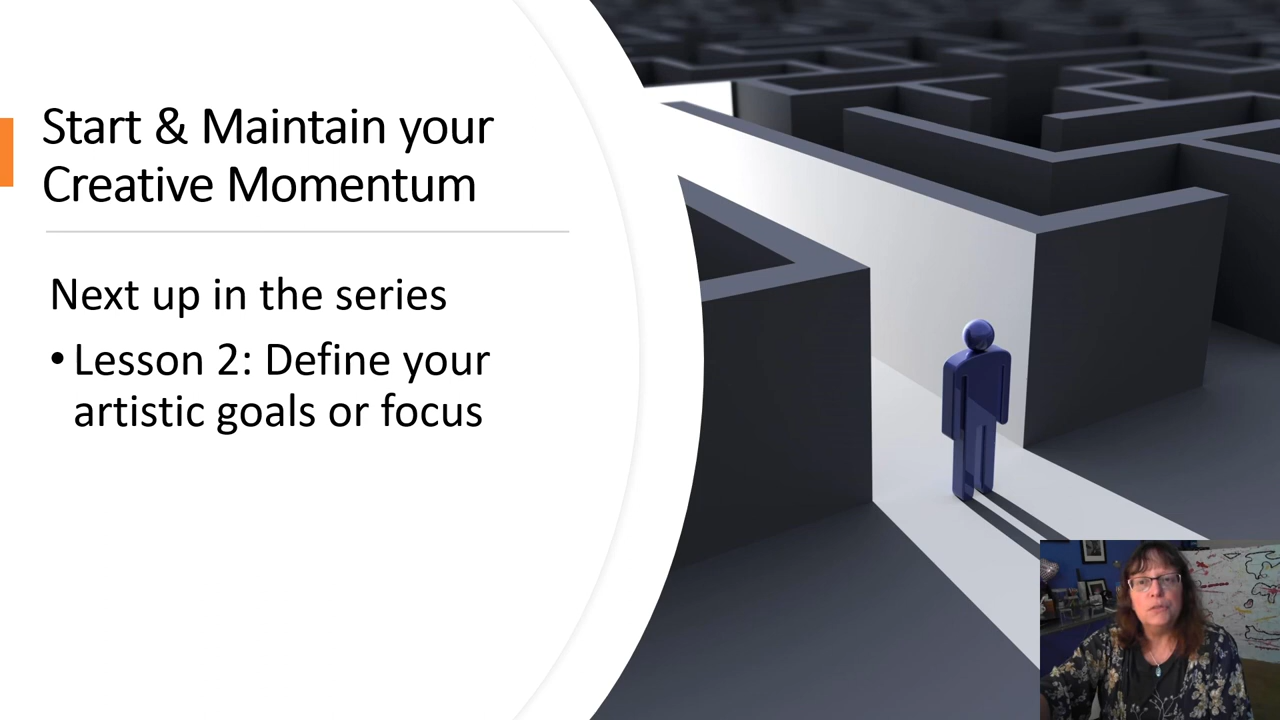 Start & Maintain your
Creative Momentum
Next up in the series
• Lesson 2: Define your
artistic goals or focus